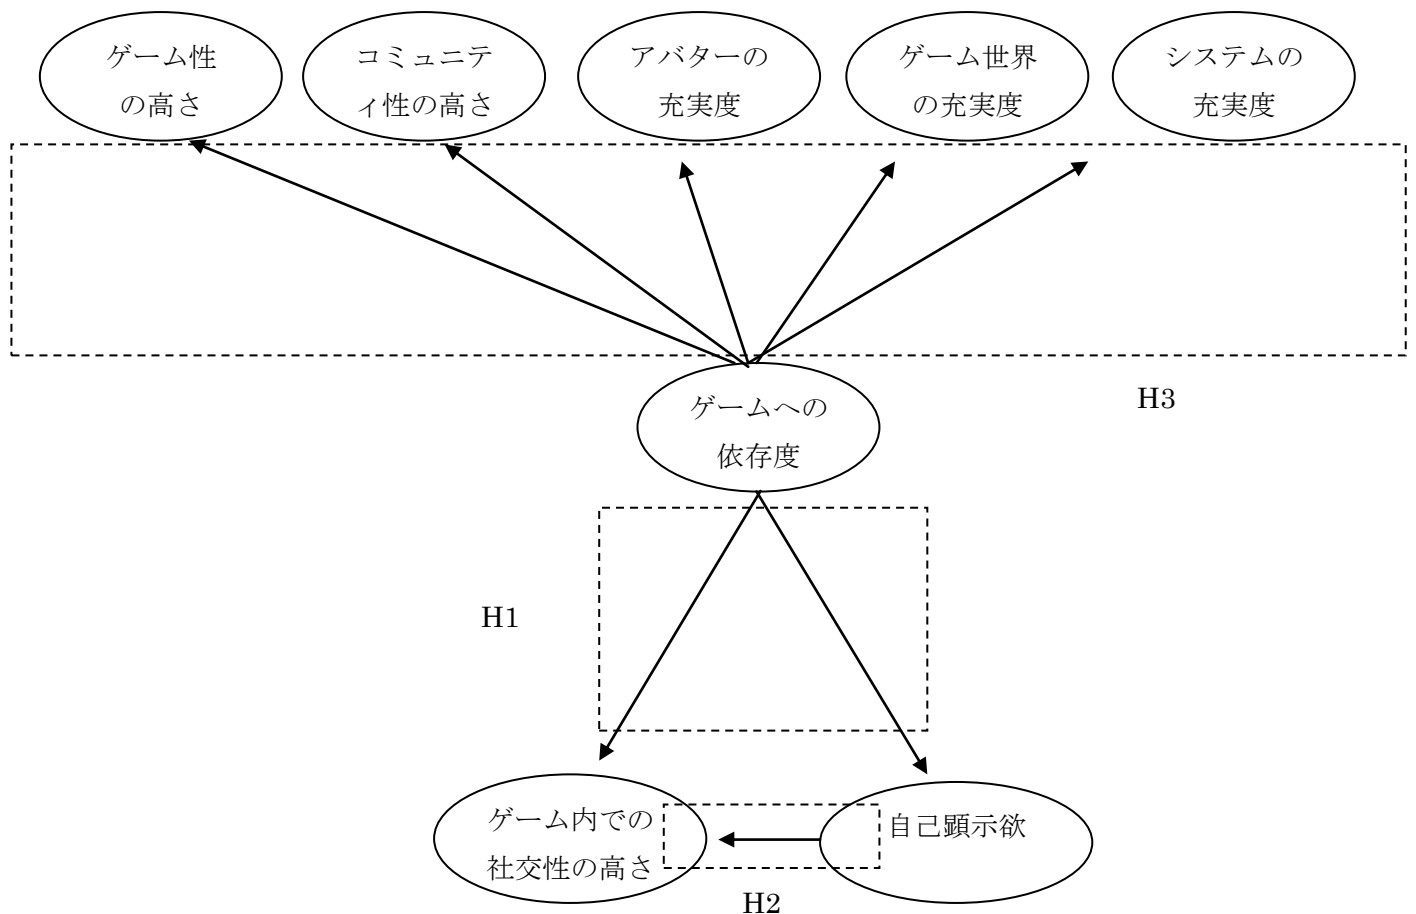 ゲーム性
の高さ
コミュニテ
ィ性の高さ
アバターの
充実度
ゲーム世界
の充実度
システムの
充実度
H3
ゲームへの
依存度
H1
ゲーム内での
社交性の高さ
自己顕示欲
H2